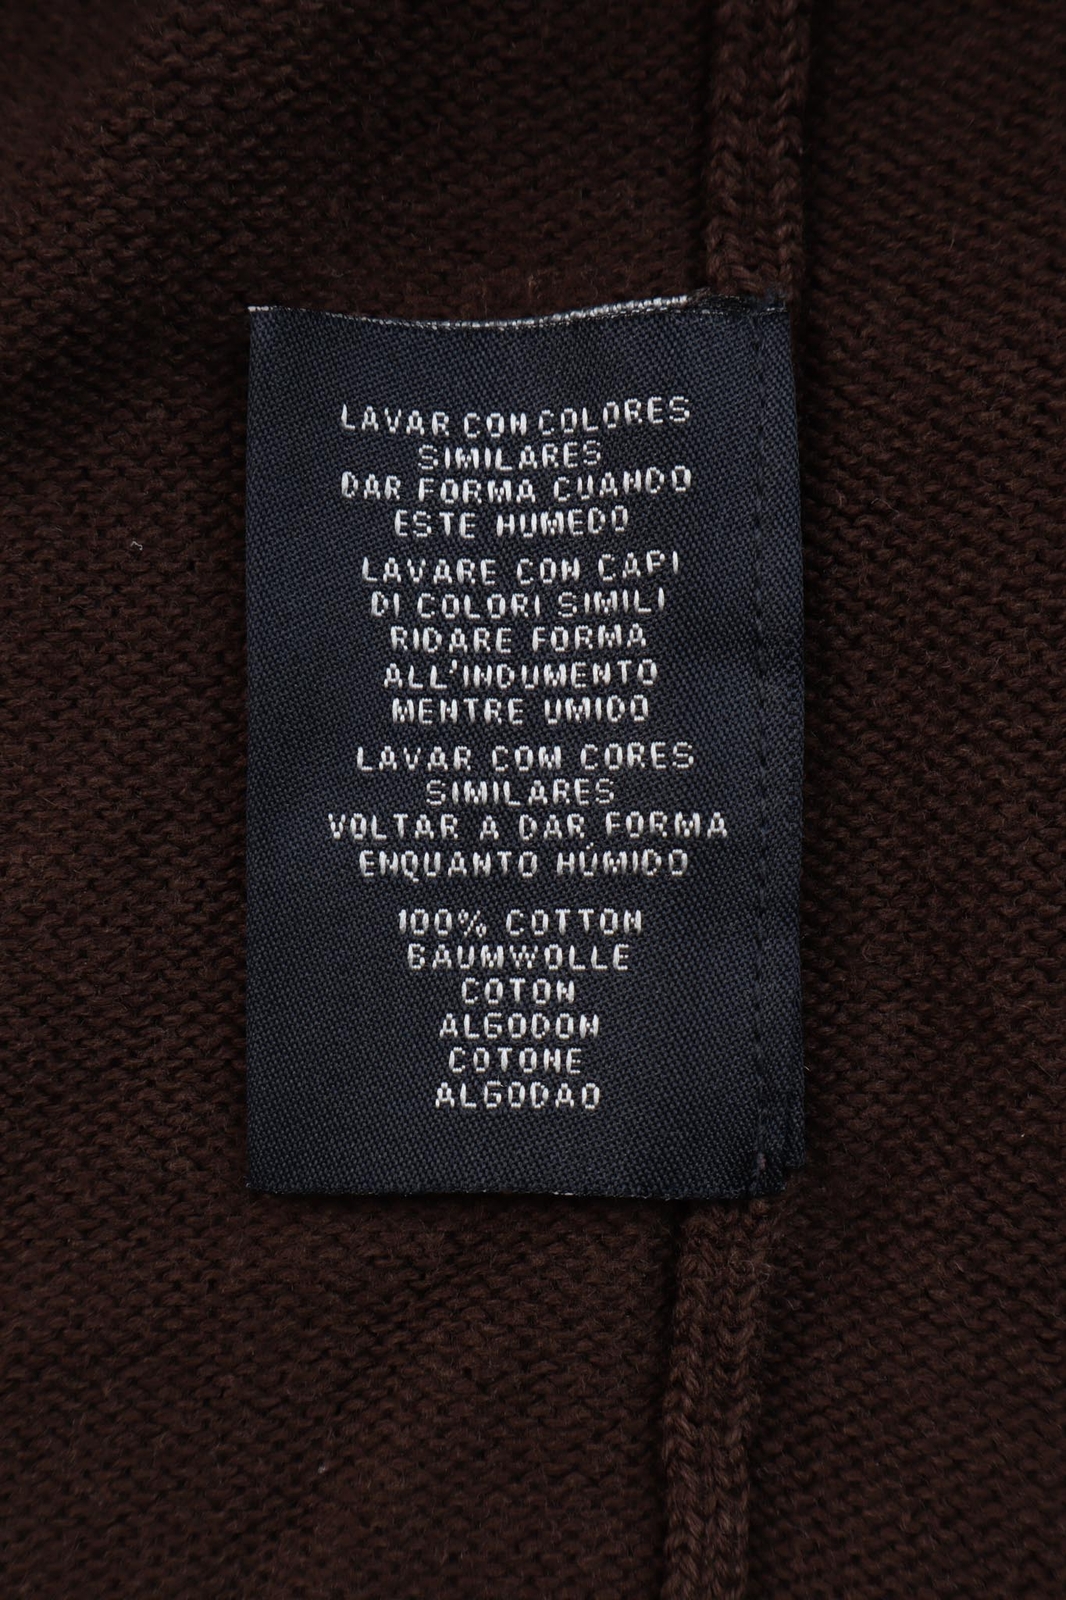 LAVAR CON COLORES
SIMILARES
DAR FORMA CUANDO
ESTE HUMEDO
LAVARE CON CAPI
DI COLORI SIMILI
RIDARE FORMA
ALL'INDUMENTO
MENTRE UMIDO
LAVAR COM CORES
SIMILARES
VOLTAR A DAR FORMA
ENQUANTO HÚMIDO
100% COTTON
BAUMWOLLE
COTON
ALGODON
COTONE
ALGODAO